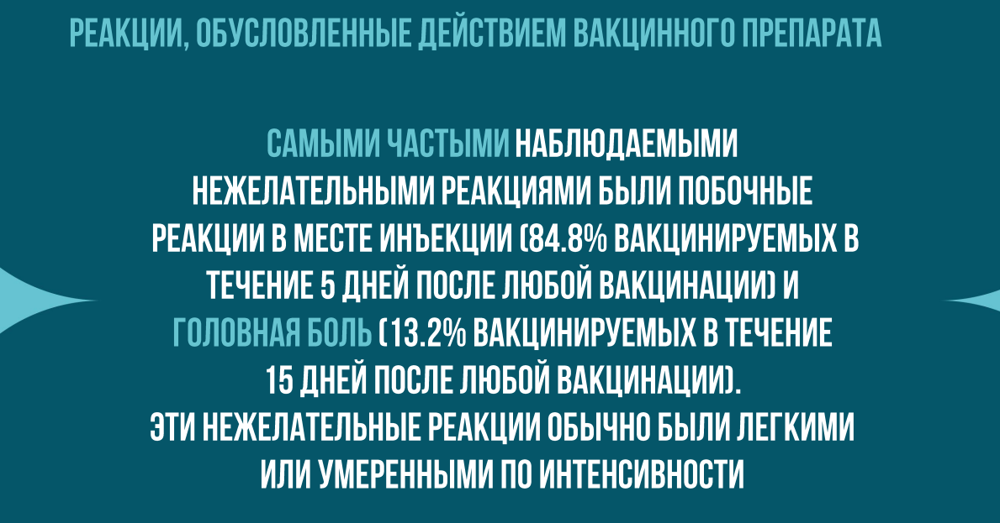 РЕАКЦИИ, ОБУСЛОВЛЕННЫЕ ДЕЙСТВИЕМ ВАКЦИННОГО ПРЕПАРАТА
САМЫМИ ЧАСТЫМИ НАБЛЮДАЕМЫМИ
НЕЖЕЛАТЕЛЬНЫМИ РЕАКЦИЯМИ БЫЛИ ПОБОЧНЫЕ
РЕАКЦИИ В МЕСТЕ ИНЪЕКЦИИ (84.8% ВАКЦИНИРУЕМЫХ В
ТЕЧЕНИЕ 5 ДНЕЙ ПОСЛЕ ЛЮБОЙ ВАКЦИНАЦИИ) И
ГОЛОВНАЯ БОЛЬ (13.2% ВАКЦИНИРУЕМЫХ В ТЕЧЕНИЕ
15 ДНЕЙ ПОСЛЕ ЛЮБОЙ ВАКЦИНАЦИИ).
ЭТИ НЕЖЕЛАТЕЛЬНЫЕ РЕАКЦИИ ОБЫЧНО БЫЛИ ЛЕГКИМИ
ИЛИ УМЕРЕННЫМИ ПО ИНТЕНСИВНОСТИ